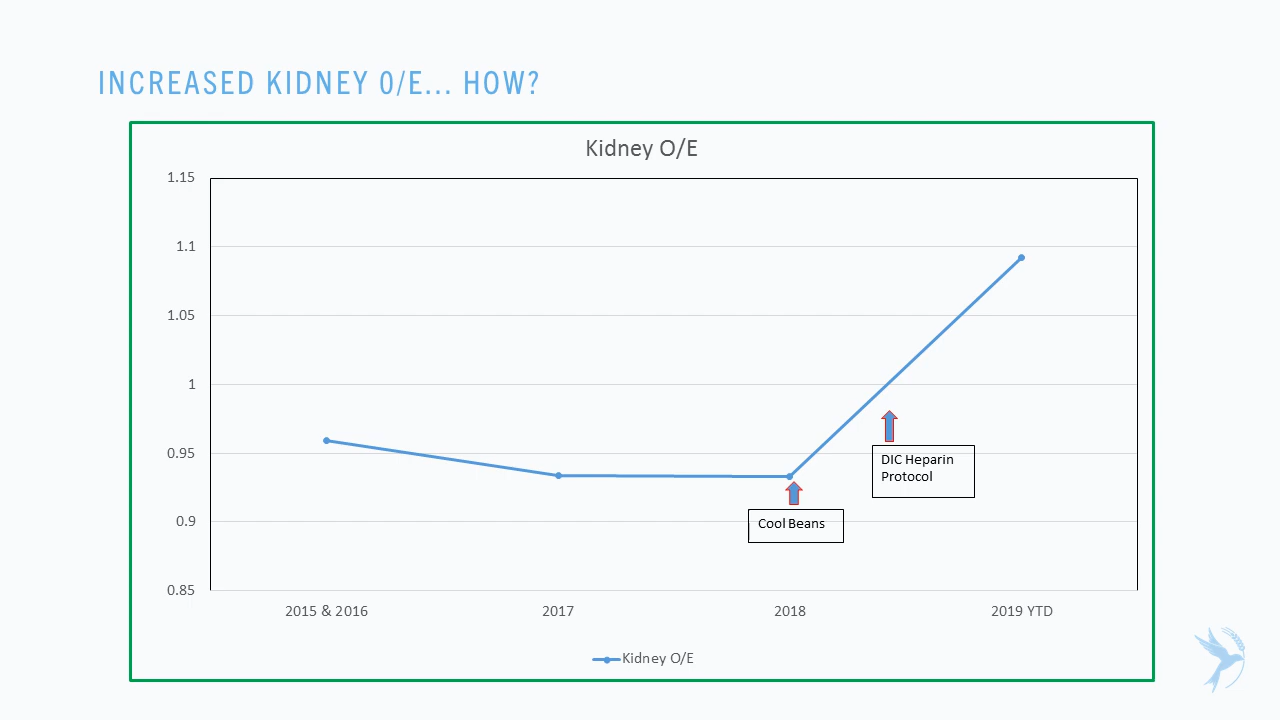 INCREASED KIDNEY O/E... HOW?
Kidney O/E
1.15
1.1
1.05
1
0.95
0.9
0.85
DIC Heparin
Protocol
Cool Beans
2015 & 2016
2017
2018
2019 YTD
Kidney O/E